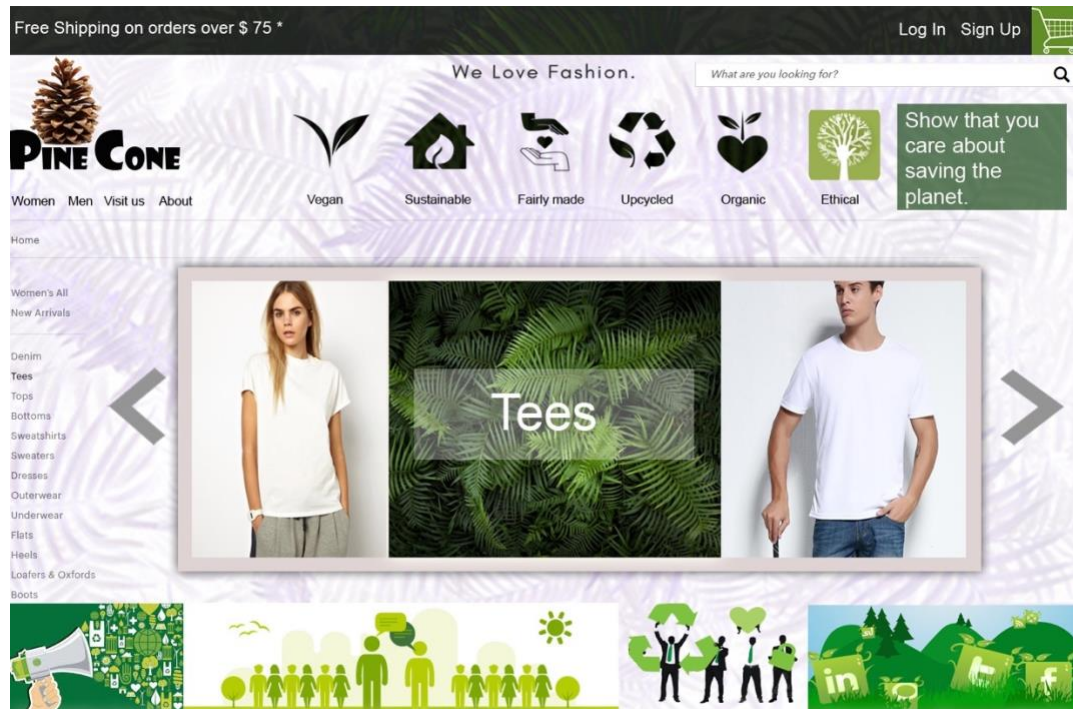 Free Shipping on orders over $ 75 *
Log In Sign Up
We Love Fashion.
What are you looking for?
PINE CONE
Women Men Visit us About
Vegan
Sustainable
Fairly made
Upcycled
Organic
Ethical
Show that you
care about
saving the
planet.
Home
Women's All
New Arrivals
Denim
Tees
Tops
Bottoms
Sweatshirts
Sweaters
Dresses
Outerwear
Underwear
Flats
Heels
Loafers & Oxfords
Boots
Tees
in
t
f